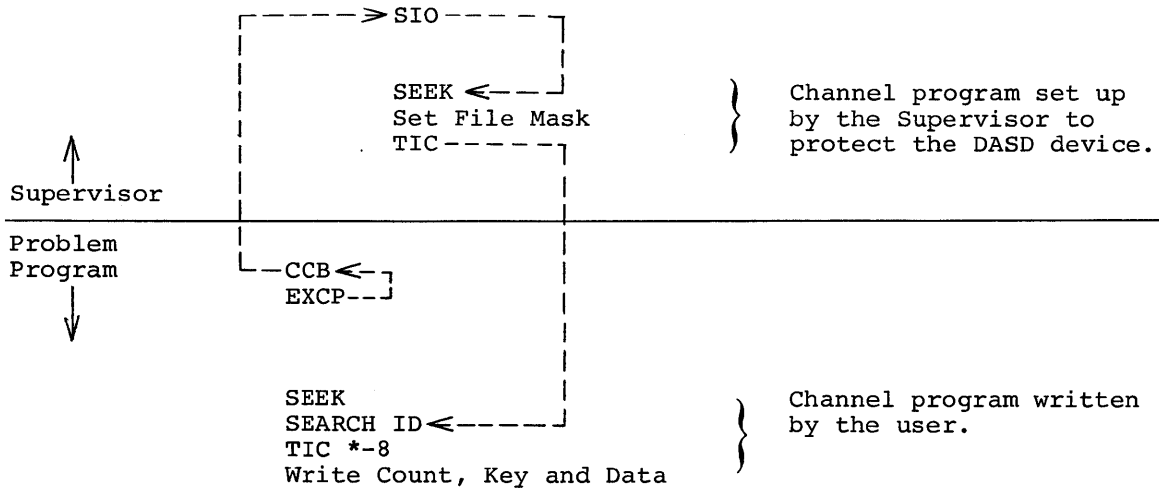 SIO
SEEK
Set File Mask
TIC
Channel program set up
by the Supervisor to
protect the DASD device.
Supervisor
Problem
Program
CCB
EXCP
SEEK
SEARCH ID
TIC *-8
Write Count, Key and Data
Channel program written
by the user.